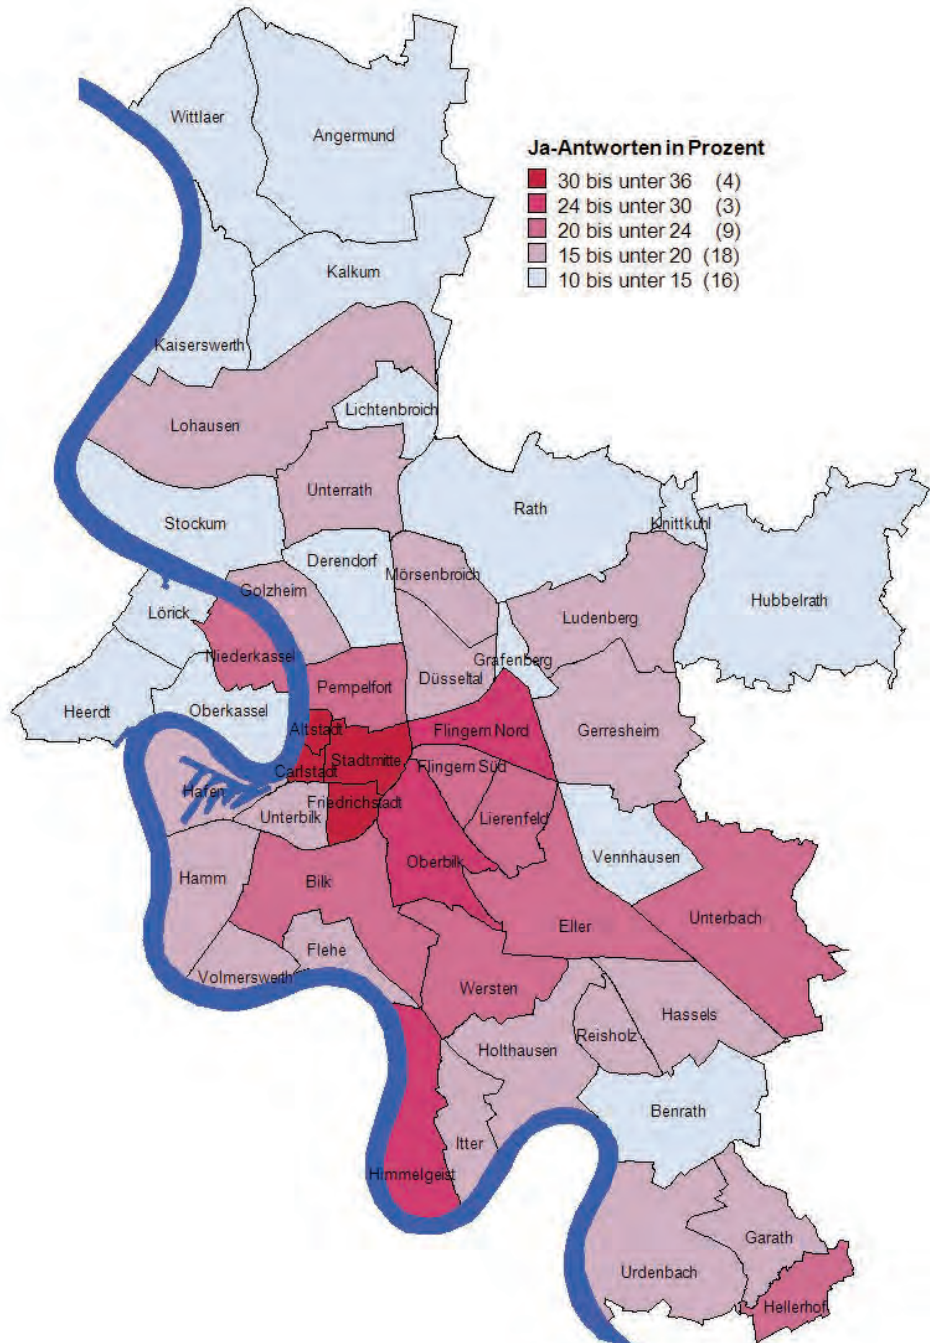 Wittlaer
Angermund
Ja-Antworten in Prozent
30 bis unter 36 (4)
24 bis unter 30 (3)
20 bis unter 24 (9)
15 bis unter 20 (18)
10 bis unter 15 (16)
Kalkum
Kaiserswerth
Lichtenbroich
Lohausen
Unterrath
Rath
Knittkuhl
Stockum
Derendorf
Mörsenbroich
Golzheim
Hubbelrath
Lörick
Ludenberg
Niederkassel
Grafenberg
Düsseltal
Pempelfort
Heerdt
Oberkassel
Altstadt
Flingern Nord
Gerresheim
Stadtmitte
Flingern Süd
Carlstadt
Hafen
Friedrichstadt
Unterbilk
Lierenfeld
Vennhausen
Oberbilk
Hamm
Bilk
Unterbach
Eller
Flehe
Volmerswerth
Wersten
Hassels
Reisholz
Holthausen
Benrath
Itter
Himmelgeist
Garath
Urdenbach
Hellerhof